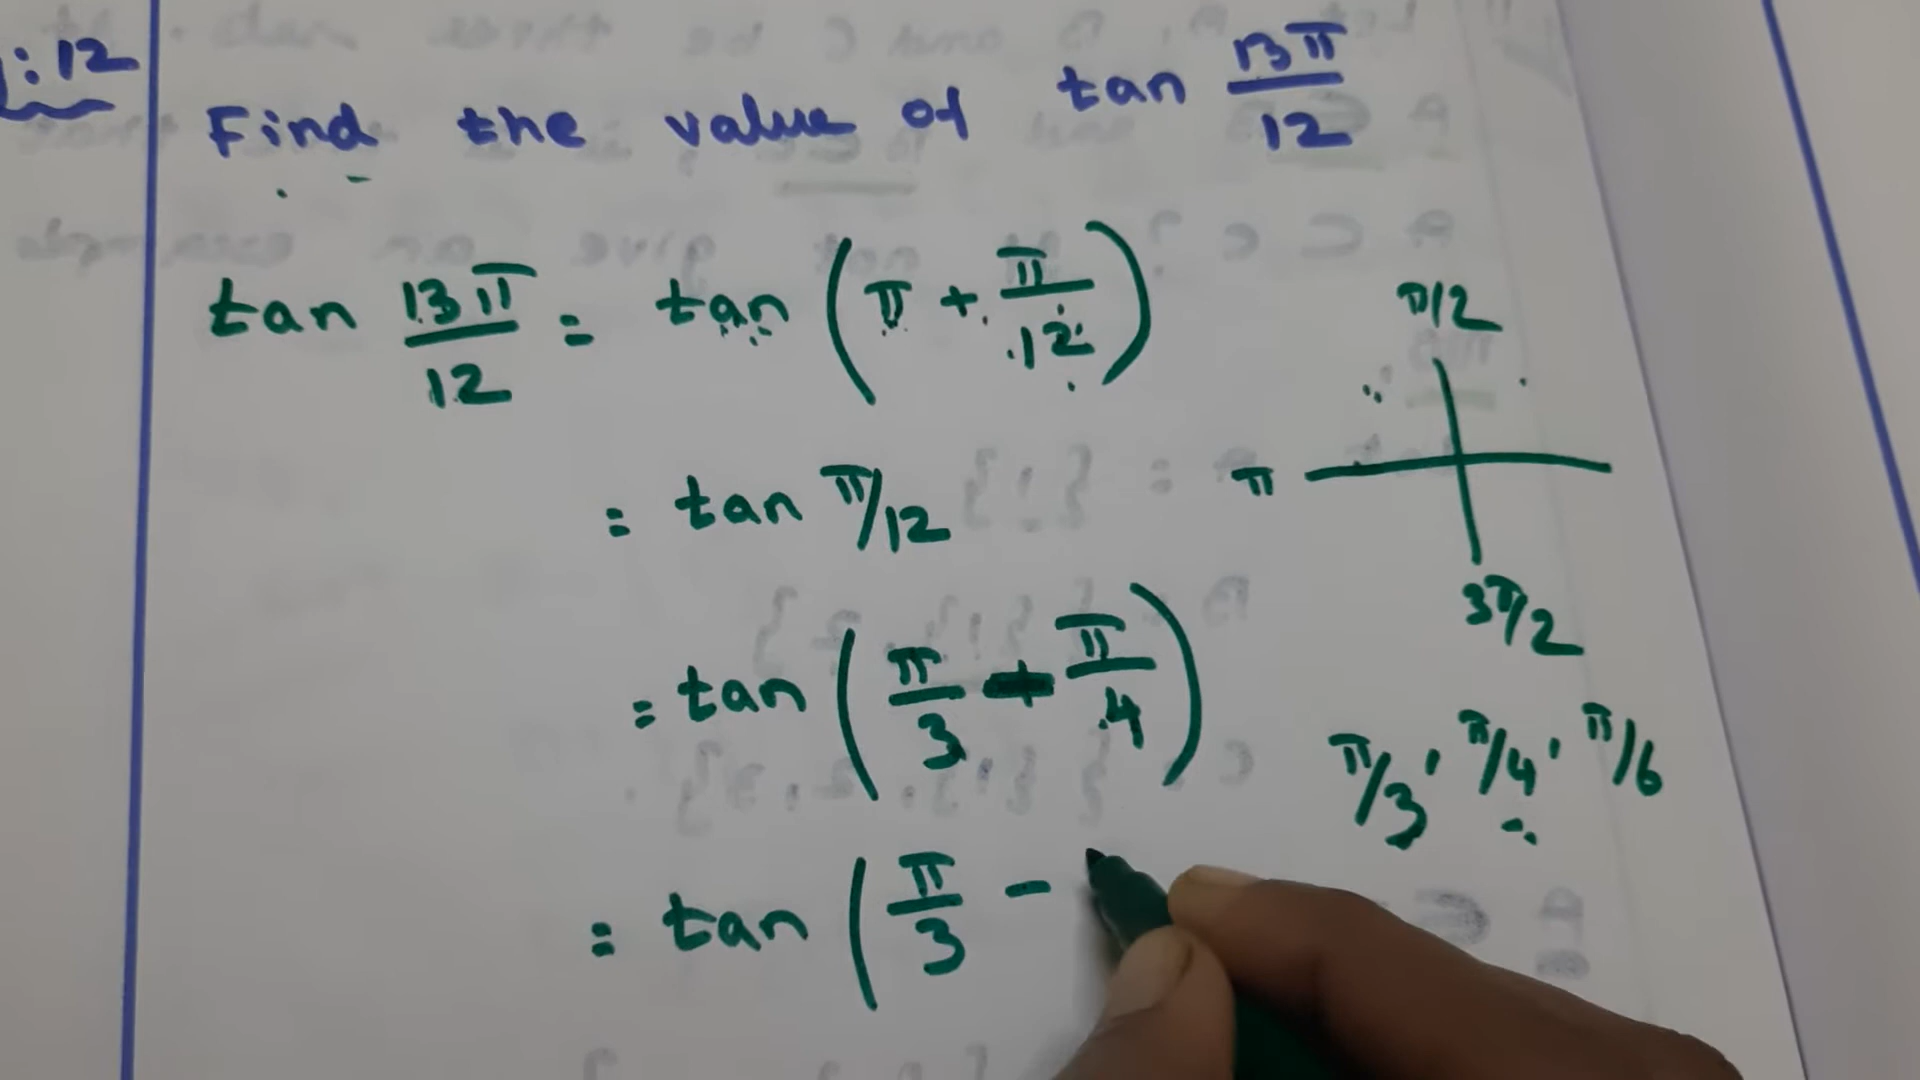 : 12
Find the value of tan 13π/12
tan 13π/12 = tan (π + π/12)
= tan π/12
= tan (π/3 - π/4)
= tan (π/3 -
π/2
π
3π/2
π/3, π/4, π/6